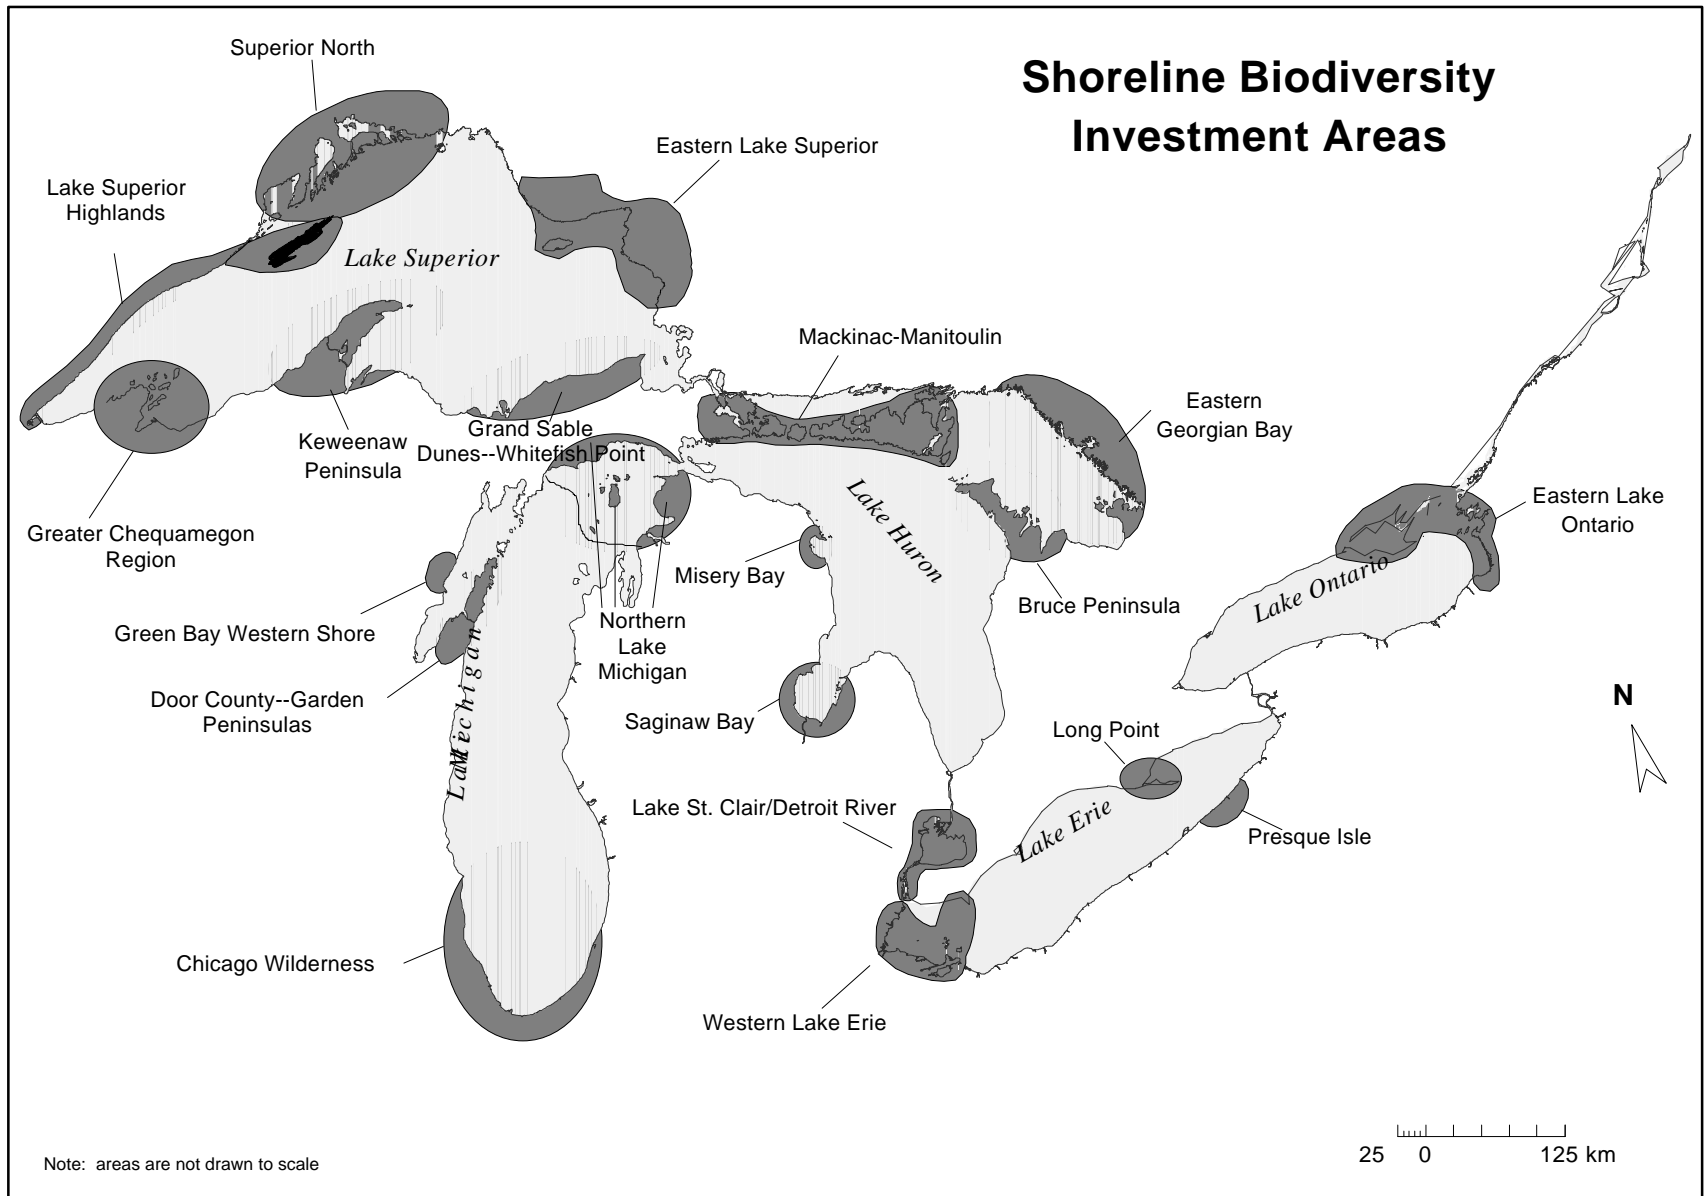 Shoreline Biodiversity
Investment Areas
Superior North
Eastern Lake Superior
Lake Superior
Highlands
Lake Superior
Mackinac-Manitoulin
Eastern
Georgian Bay
Keweenaw
Peninsula
Grand Sable
Dunes--Whitefish Point
Greater Chequamegon
Region
Lake Huron
Eastern Lake
Ontario
Misery Bay
Bruce Peninsula
Lake Ontario
Green Bay Western Shore
Northern
Lake
Michigan
Door County--Garden
Peninsulas
Lake
Michigan
Saginaw Bay
Long Point
N
Lake St. Clair/Detroit River
Lake Erie
Presque Isle
Chicago Wilderness
Western Lake Erie
25 0 125 km
Note: areas are not drawn to scale